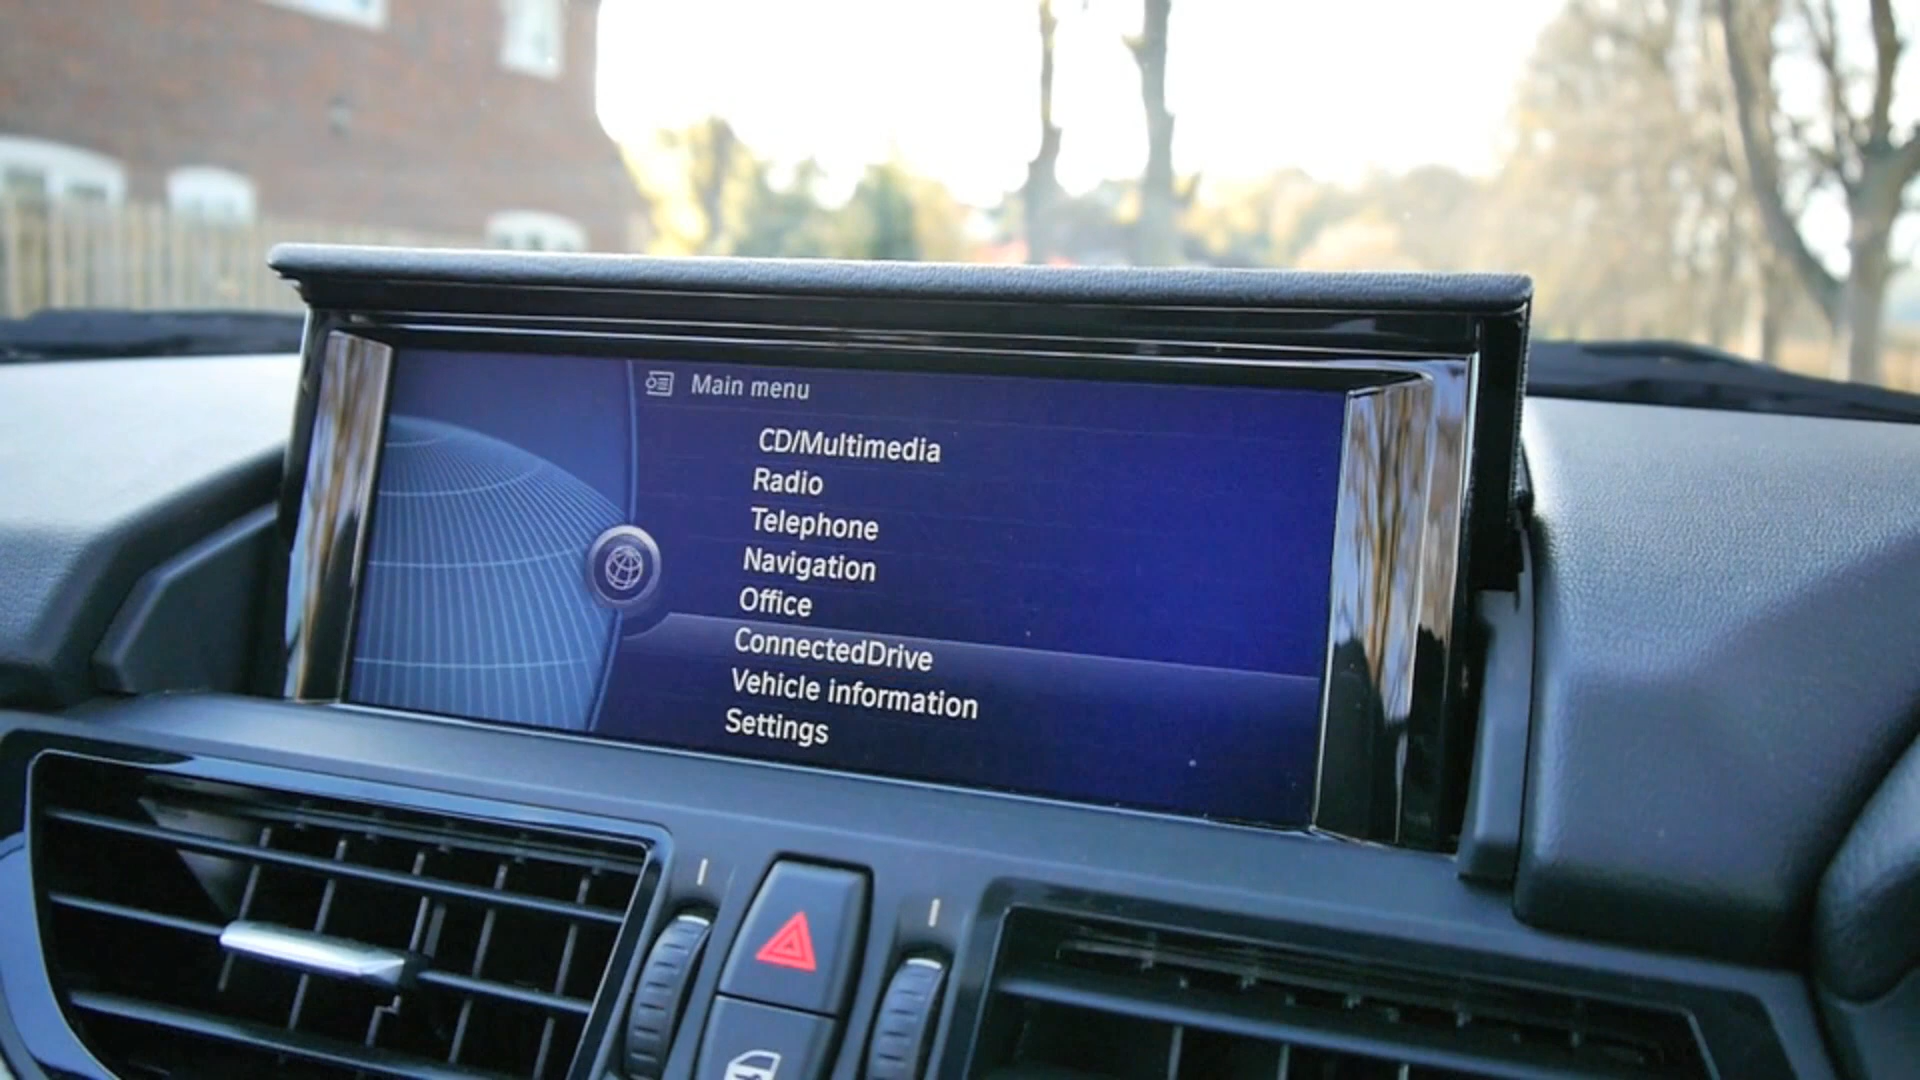 Main menu
CD/Multimedia
Radio
Telephone
Navigation
Office
ConnectedDrive
Vehicle information
Settings